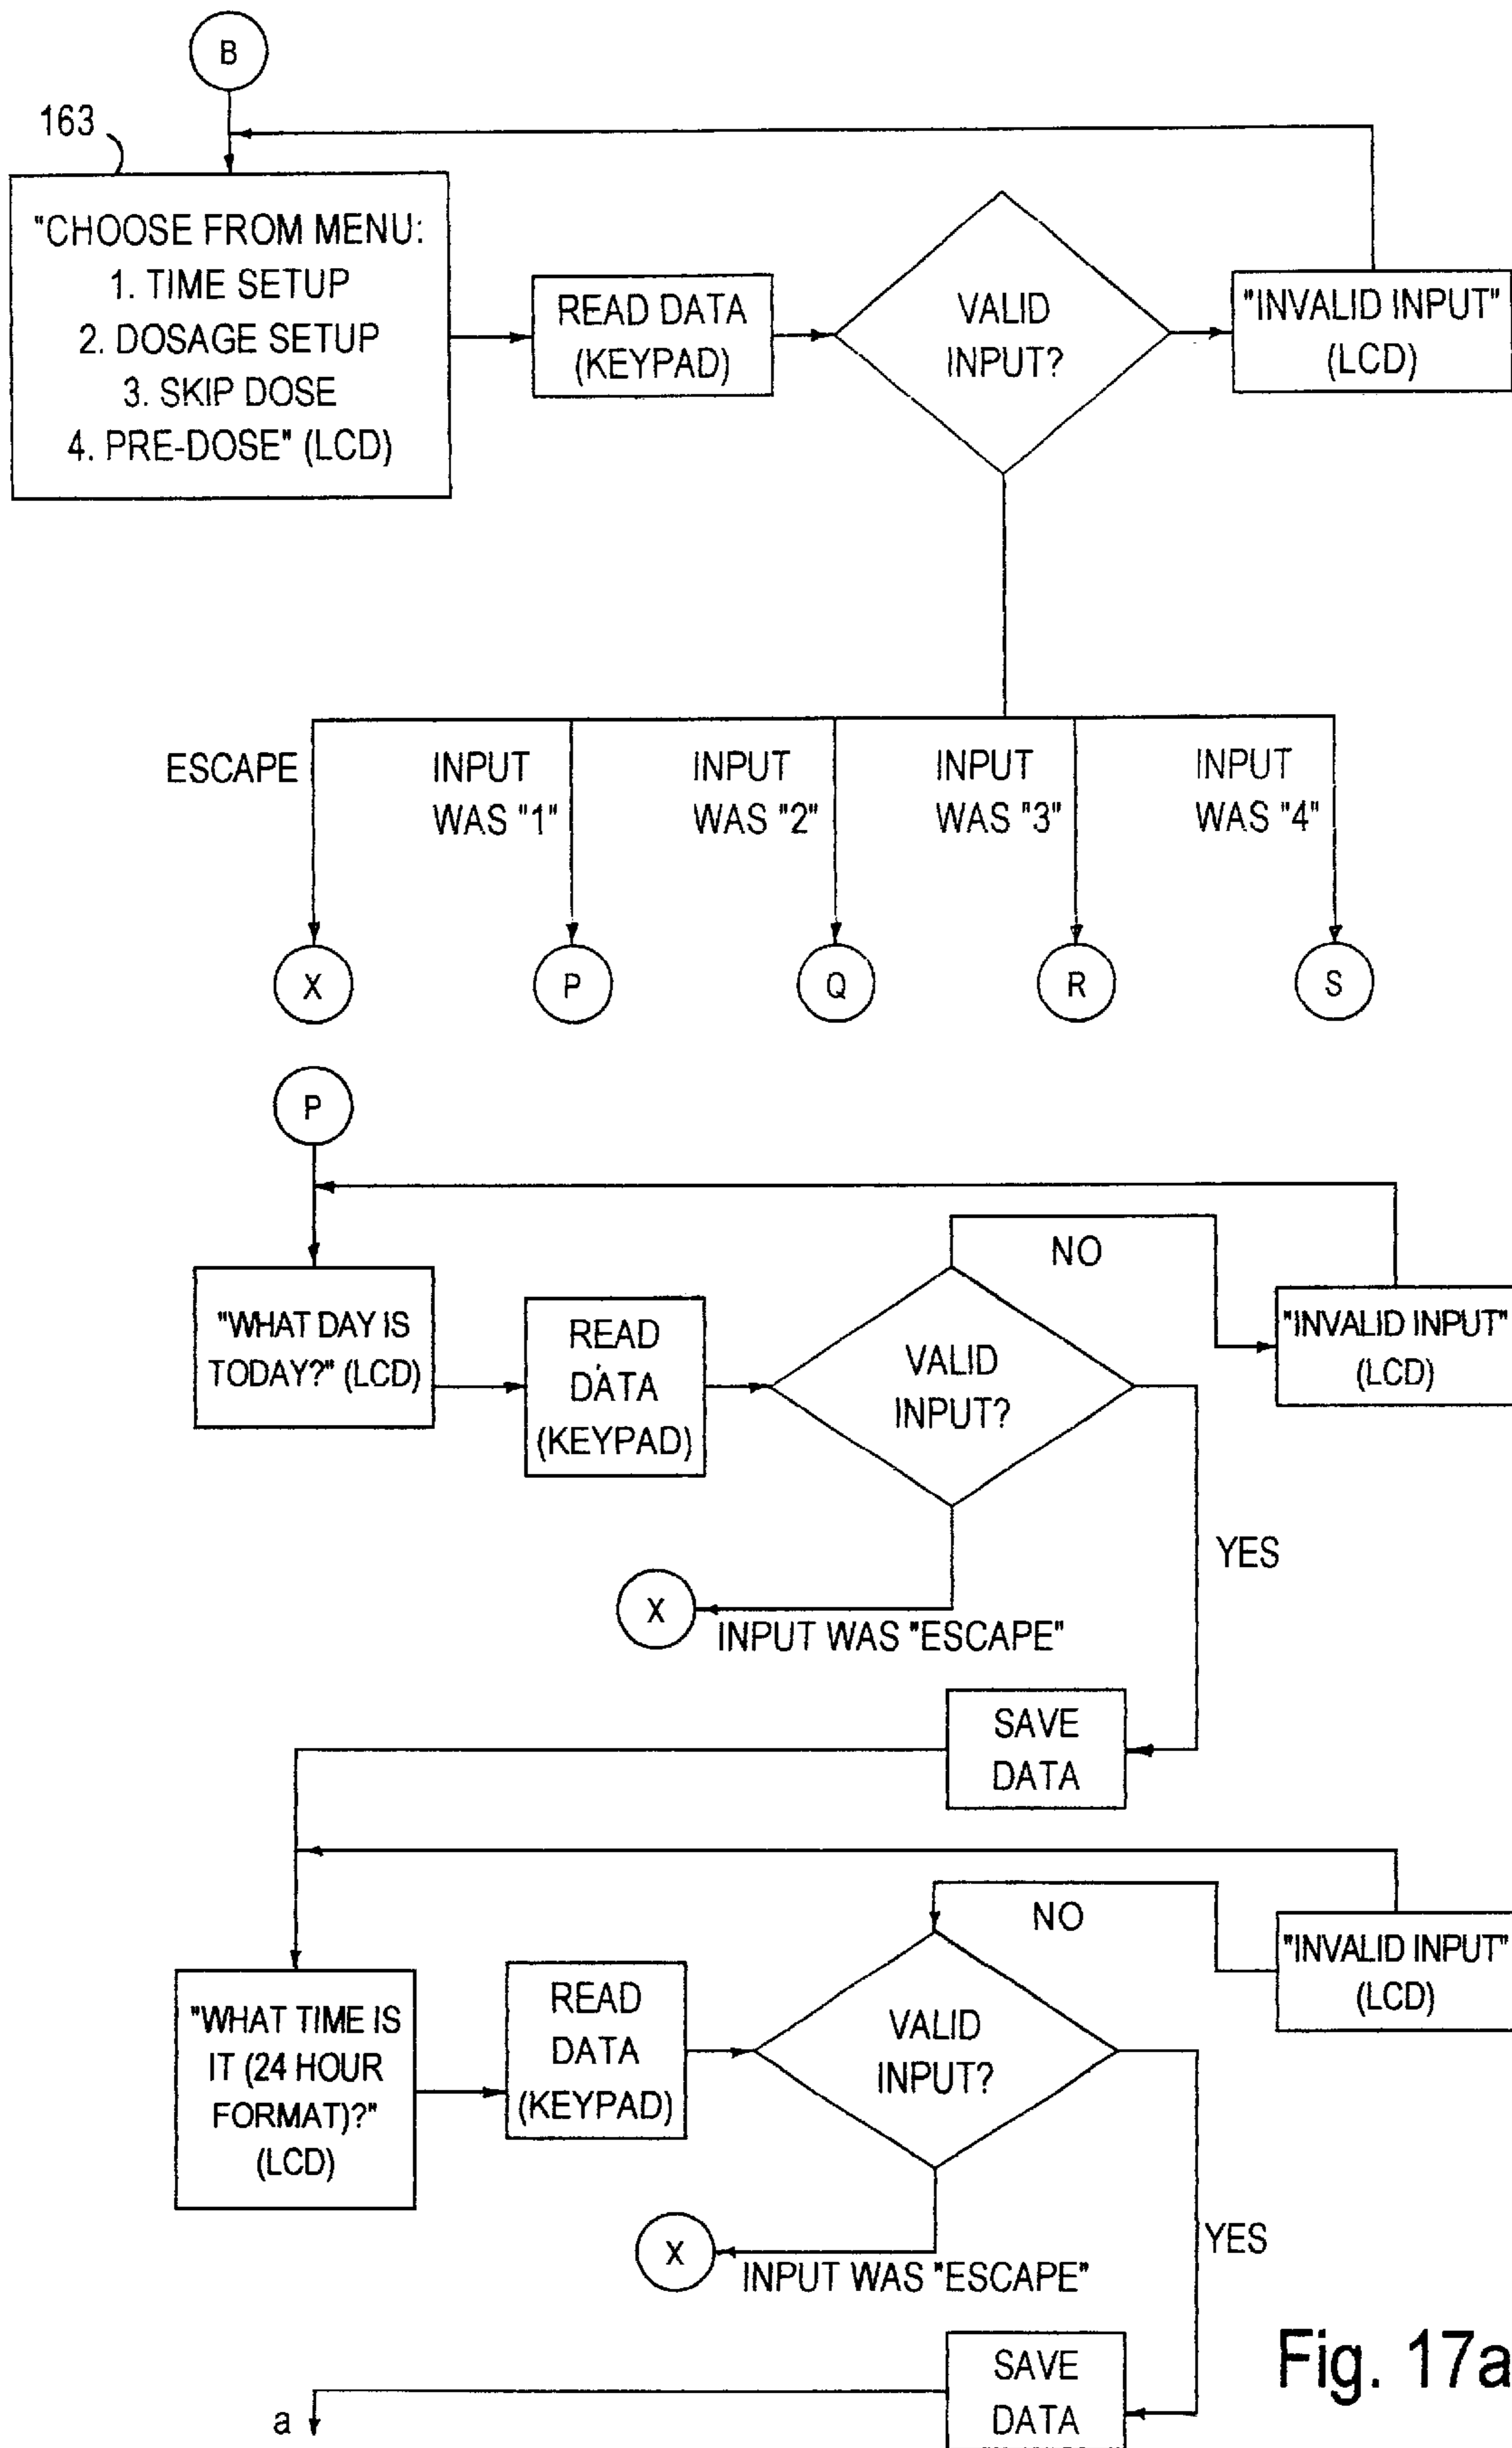 B
163
"CHOOSE FROM MENU:
1. TIME SETUP
2. DOSAGE SETUP
3. SKIP DOSE
4. PRE-DOSE" (LCD)
READ DATA
(KEYPAD)
VALID
INPUT?
"INVALID INPUT"
(LCD)
ESCAPE
INPUT
WAS "1"
INPUT
WAS "2"
INPUT
WAS "3"
INPUT
WAS "4"
X
P
Q
R
S
P
"WHAT DAY IS
TODAY?" (LCD)
READ
DATA
(KEYPAD)
VALID
INPUT?
NO
"INVALID INPUT"
(LCD)
YES
X
INPUT WAS "ESCAPE"
SAVE
DATA
"WHAT TIME IS
IT (24 HOUR
FORMAT)?"
(LCD)
READ
DATA
(KEYPAD)
VALID
INPUT?
NO
"INVALID INPUT"
(LCD)
YES
X
INPUT WAS "ESCAPE"
SAVE
DATA
a
Fig. 17a